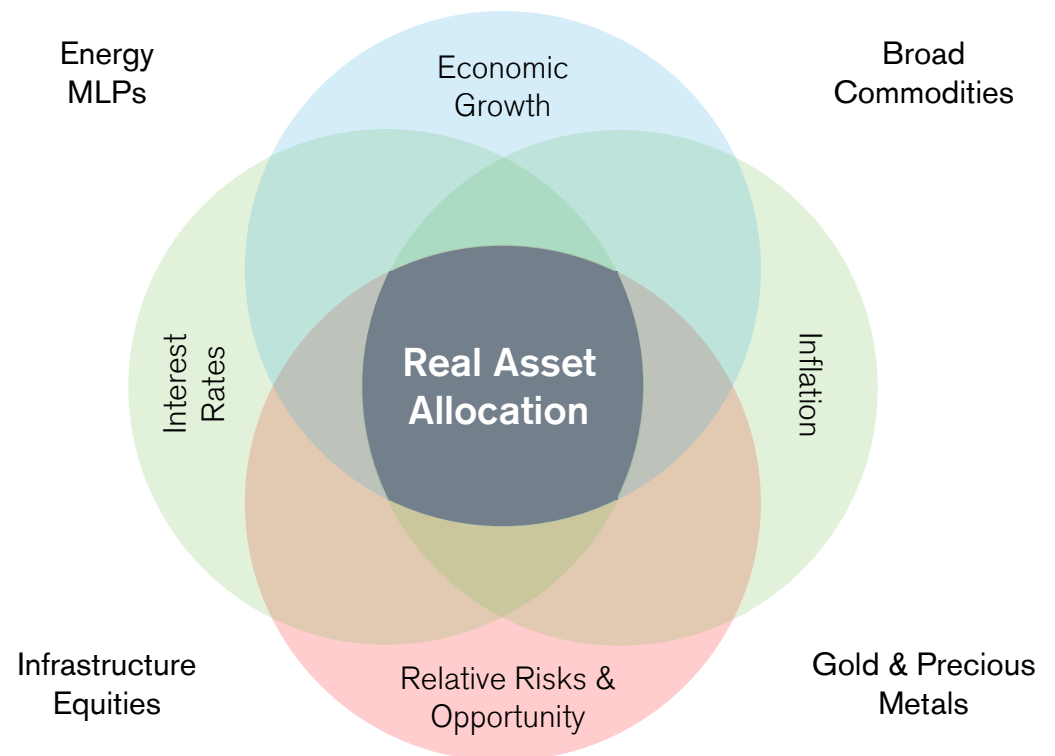 Energy
MLPs
Economic
Growth
Broad
Commodities
Interest
Rates
Real Asset
Allocation
Inflation
Infrastructure
Equities
Relative Risks &
Opportunity
Gold & Precious
Metals